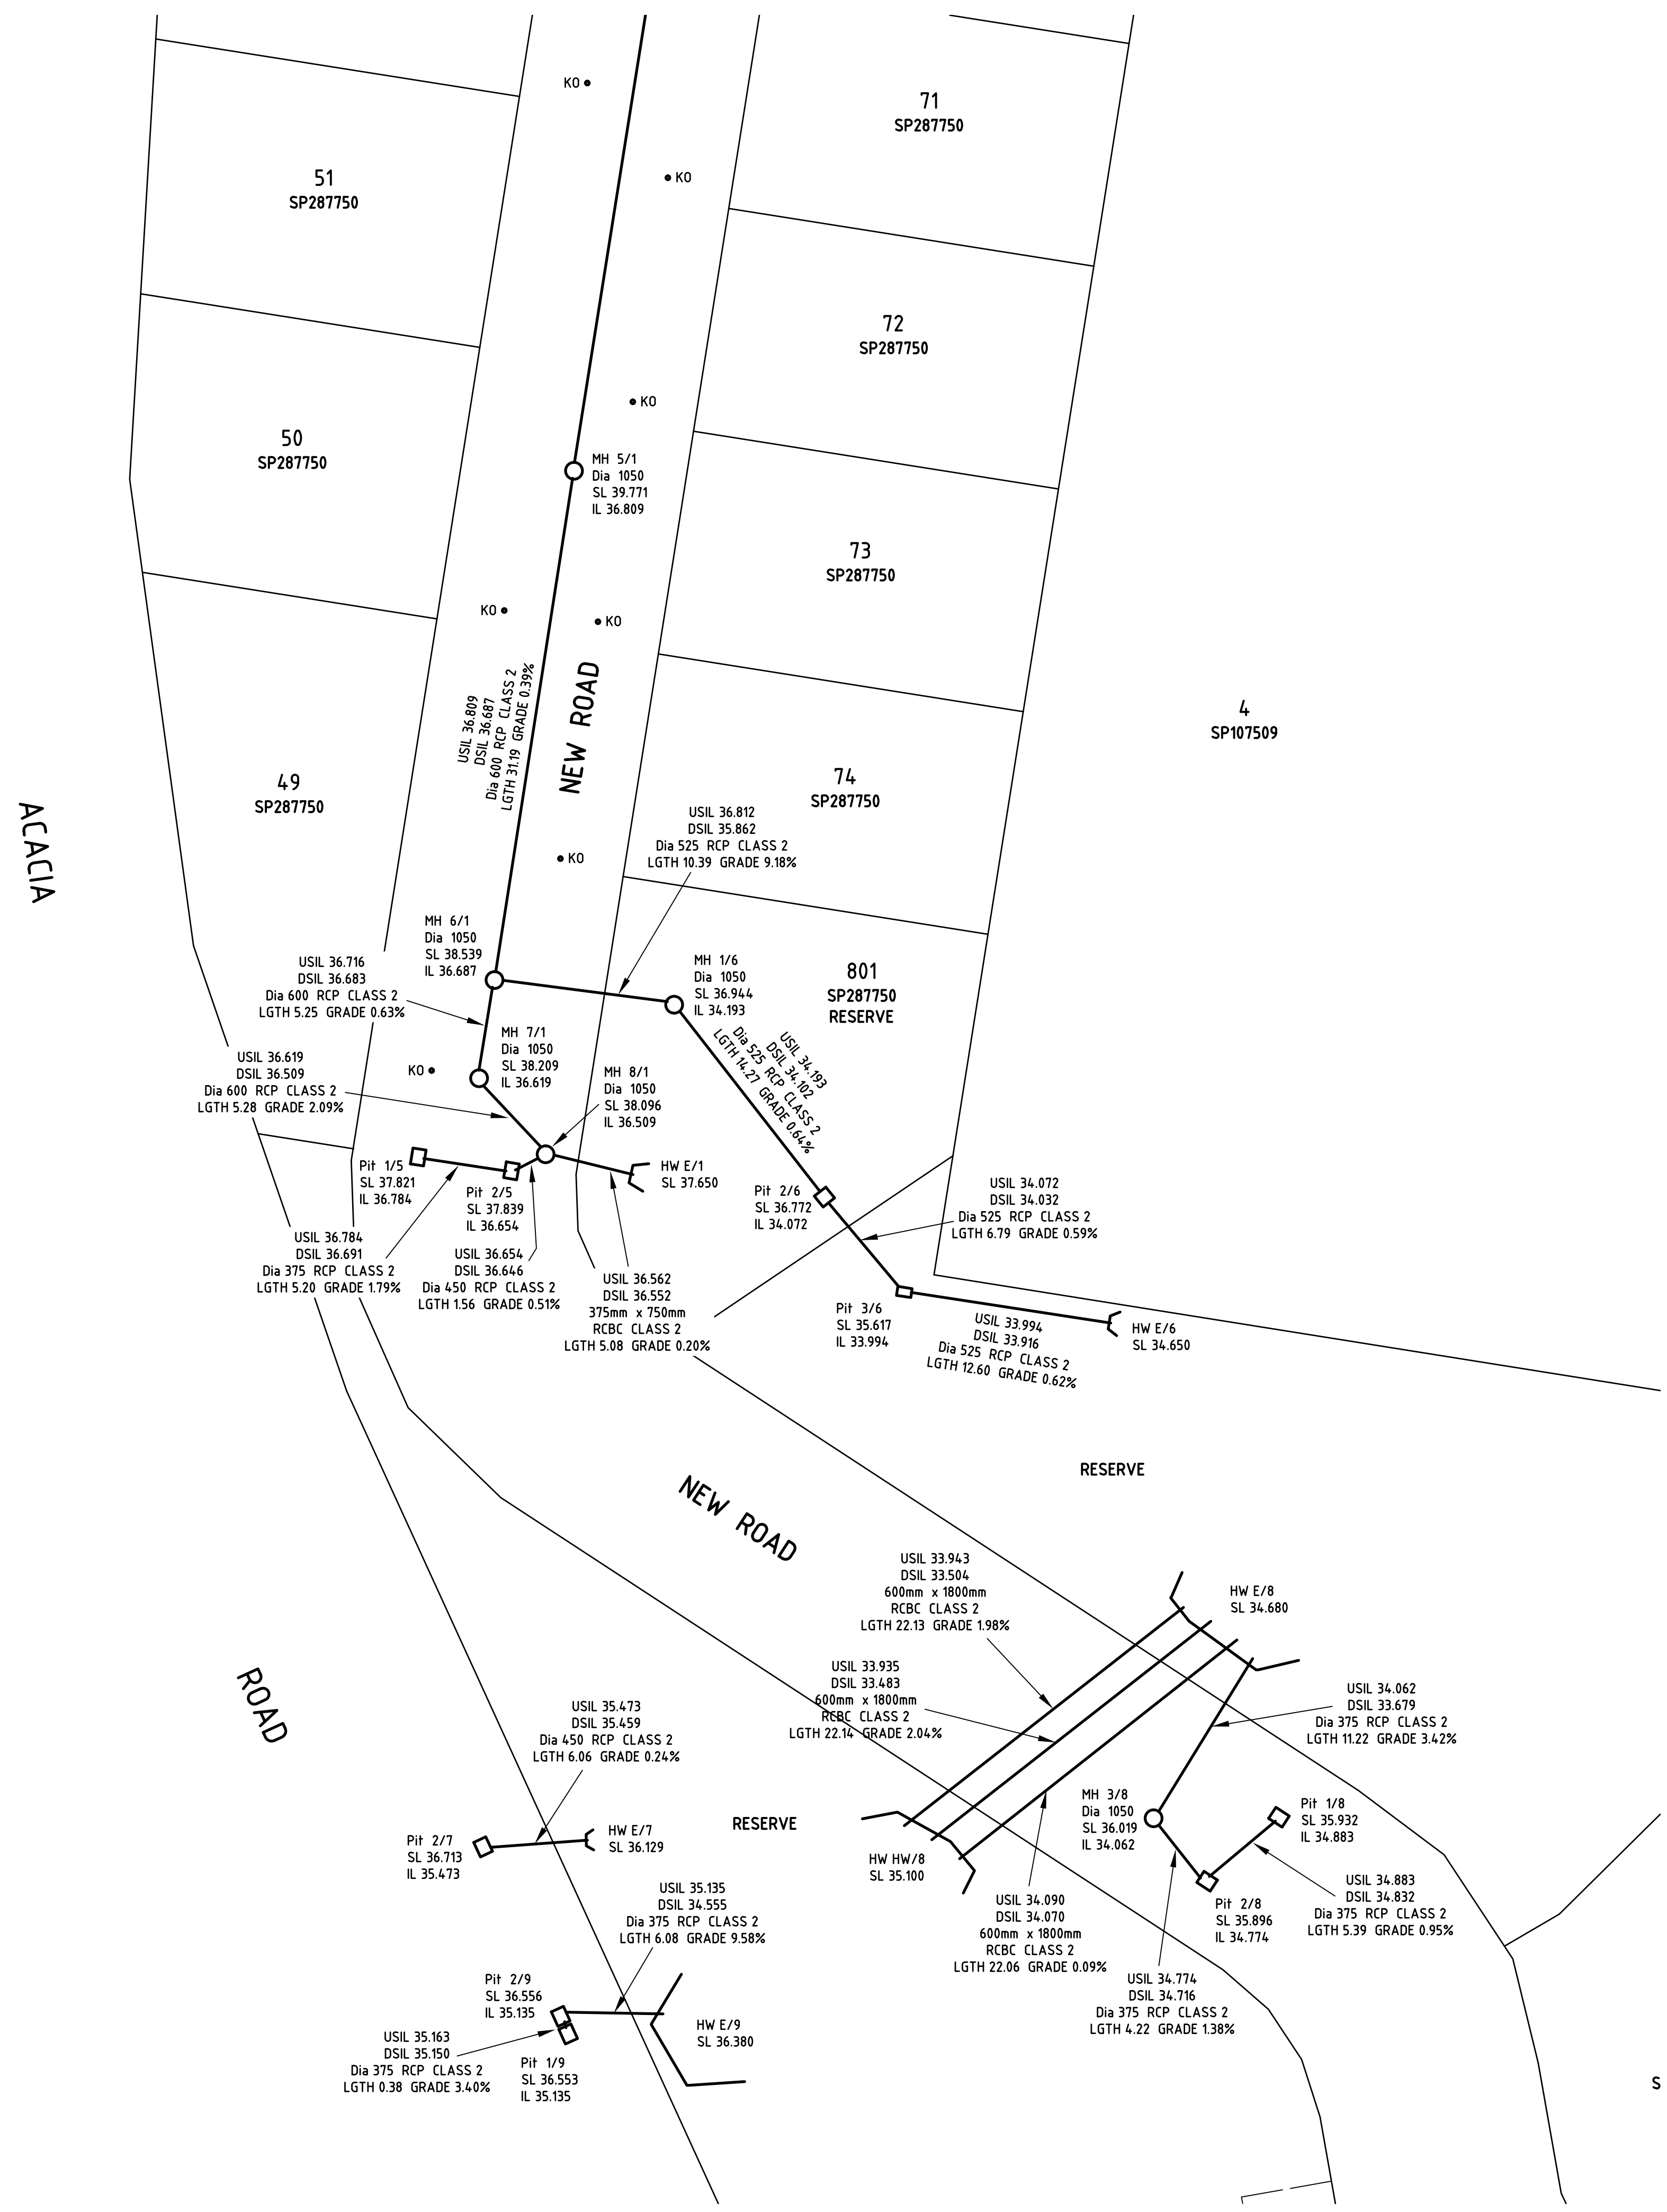 KO
71
SP287750
51
SP287750
KO
72
SP287750
KO
50
SP287750
MH 5/1
Dia 1050
SL 39.771
IL 36.809
73
SP287750
KO
KO
USIL 36.809
DSIL 36.687
Dia 600 RCP CLASS 2
LGTH 31.19 GRADE 0.39%
NEW ROAD
4
SP107509
49
SP287750
74
SP287750
ACACIA
USIL 36.812
DSIL 35.862
Dia 525 RCP CLASS 2
LGTH 10.39 GRADE 9.18%
KO
MH 6/1
Dia 1050
SL 38.539
IL 36.687
USIL 36.716
DSIL 36.683
Dia 600 RCP CLASS 2
LGTH 5.25 GRADE 0.63%
MH 1/6
Dia 1050
SL 36.944
IL 34.193
801
SP287750
RESERVE
USIL 34.193
DSIL 34.102
Dia 525 RCP CLASS 2
LGTH 14.27 GRADE 0.64%
MH 7/1
Dia 1050
SL 38.209
IL 36.619
USIL 36.619
DSIL 36.509
Dia 600 RCP CLASS 2
LGTH 5.28 GRADE 2.09%
KO
MH 8/1
Dia 1050
SL 38.096
IL 36.509
Pit 1/5
SL 37.821
IL 36.784
Pit 2/5
SL 37.839
IL 36.654
HW E/1
SL 37.650
Pit 2/6
SL 36.772
IL 34.072
USIL 34.072
DSIL 34.032
Dia 525 RCP CLASS 2
LGTH 6.79 GRADE 0.59%
USIL 36.784
DSIL 36.691
Dia 375 RCP CLASS 2
LGTH 5.20 GRADE 1.79%
USIL 36.654
DSIL 36.646
Dia 450 RCP CLASS 2
LGTH 1.56 GRADE 0.51%
USIL 36.562
DSIL 36.552
375mm x 750mm
RCBC CLASS 2
LGTH 5.08 GRADE 0.20%
Pit 3/6
SL 35.617
IL 33.994
USIL 33.994
DSIL 33.916
Dia 525 RCP CLASS 2
LGTH 12.60 GRADE 0.62%
HW E/6
SL 34.650
RESERVE
NEW ROAD
USIL 33.943
DSIL 33.504
600mm x 1800mm
RCBC CLASS 2
LGTH 22.13 GRADE 1.98%
HW E/8
SL 34.680
ROAD
USIL 33.935
DSIL 33.483
600mm x 1800mm
RCBC CLASS 2
LGTH 22.14 GRADE 2.04%
USIL 34.062
DSIL 33.679
Dia 375 RCP CLASS 2
LGTH 11.22 GRADE 3.42%
USIL 35.473
DSIL 35.459
Dia 450 RCP CLASS 2
LGTH 6.06 GRADE 0.24%
MH 3/8
Dia 1050
SL 36.019
IL 34.062
Pit 1/8
SL 35.932
IL 34.883
RESERVE
Pit 2/7
SL 36.713
IL 35.473
HW E/7
SL 36.129
HW HW/8
SL 35.100
USIL 34.883
DSIL 34.832
Dia 375 RCP CLASS 2
LGTH 5.39 GRADE 0.95%
USIL 35.135
DSIL 34.555
Dia 375 RCP CLASS 2
LGTH 6.08 GRADE 9.58%
USIL 34.090
DSIL 34.070
600mm x 1800mm
RCBC CLASS 2
LGTH 22.06 GRADE 0.09%
Pit 2/8
SL 35.896
IL 34.774
Pit 2/9
SL 36.556
IL 35.135
USIL 34.774
DSIL 34.716
Dia 375 RCP CLASS 2
LGTH 4.22 GRADE 1.38%
HW E/9
SL 36.380
USIL 35.163
DSIL 35.150
Dia 375 RCP CLASS 2
LGTH 0.38 GRADE 3.40%
Pit 1/9
SL 36.553
IL 35.135
S